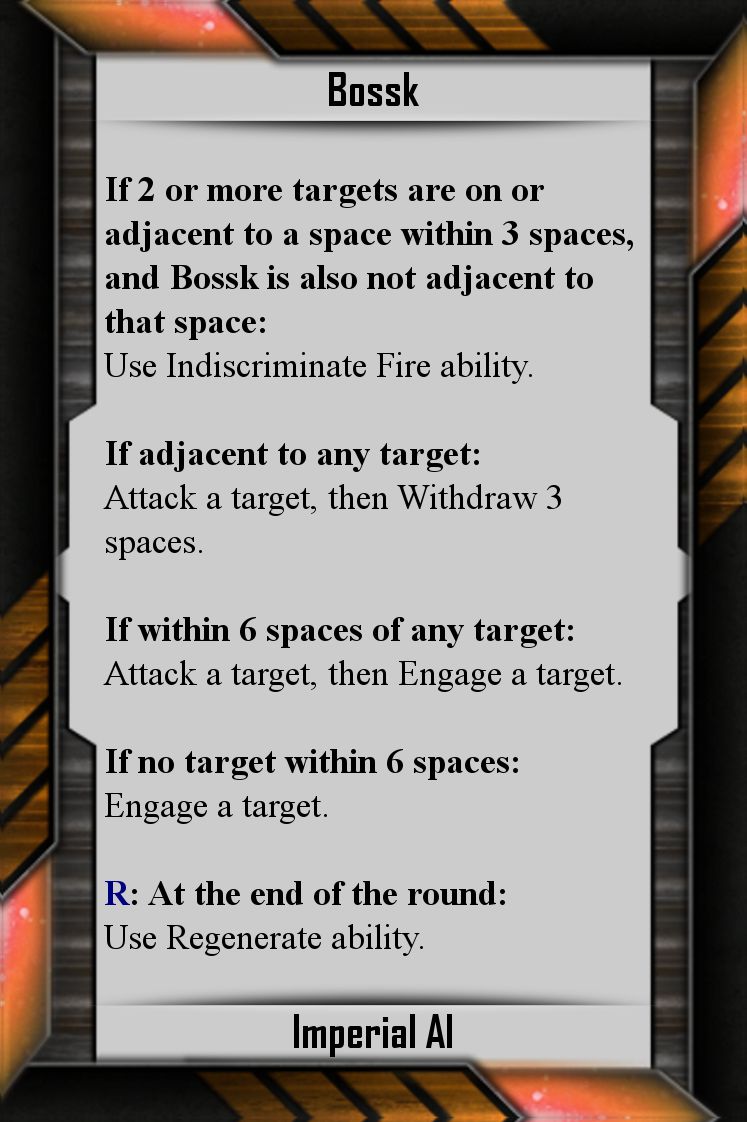 Bossk
If 2 or more targets are on or
adjacent to a space within 3 spaces,
and Bossk is also not adjacent to
that space:
Use Indiscriminate Fire ability.
If adjacent to any target:
Attack a target, then Withdraw 3
spaces.
If within 6 spaces of any target:
Attack a target, then Engage a target.
If no target within 6 spaces:
Engage a target.
R: At the end of the round:
Use Regenerate ability.
Imperial AI